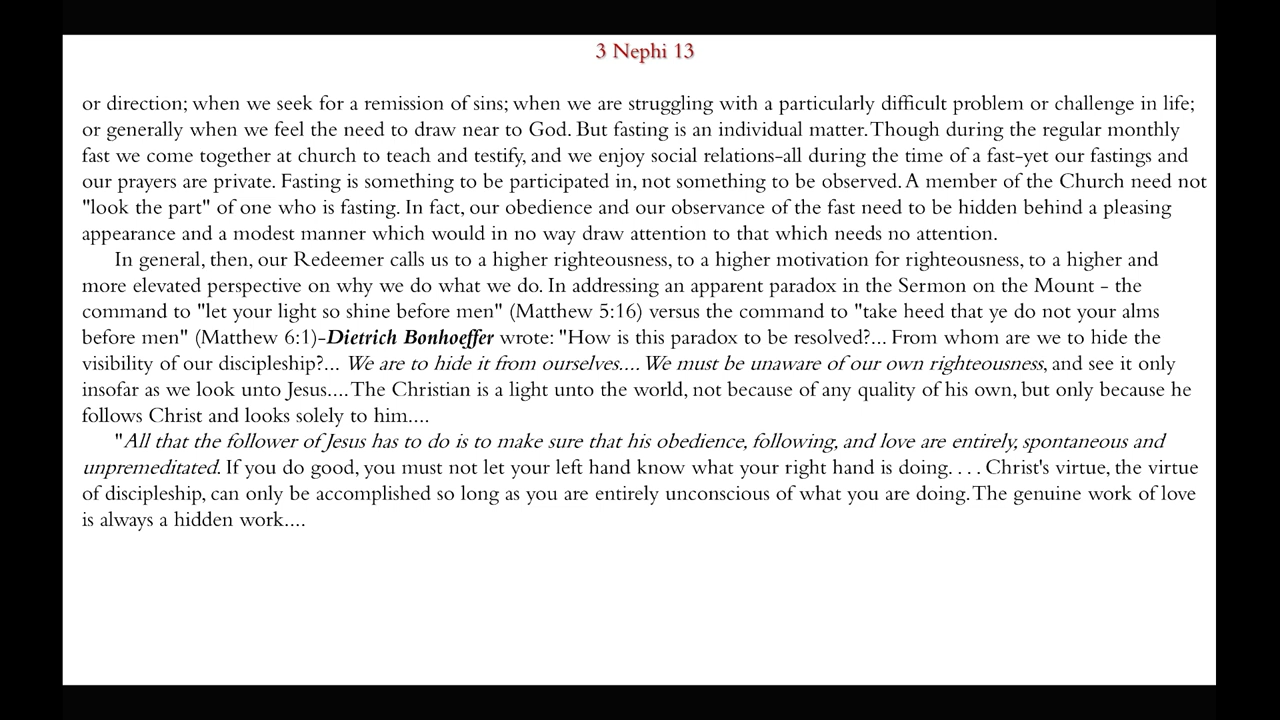 3 Nephi 13
or direction; when we seek for a remission of sins; when we are struggling with a particularly difficult problem or challenge in life;
or generally when we feel the need to draw near to God. But fasting is an individual matter. Though during the regular monthly
fast we come together at church to teach and testify, and we enjoy social relations-all during the time of a fast-yet our fastings and
our prayers are private. Fasting is something to be participated in, not something to be observed. A member of the Church need not
"look the part" of one who is fasting. In fact, our obedience and our observance of the fast need to be hidden behind a pleasing
appearance and a modest manner which would in no way draw attention to that which needs no attention.
In general, then, our Redeemer calls us to a higher righteousness, to a higher motivation for righteousness, to a higher and
more elevated perspective on why we do what we do. In addressing an apparent paradox in the Sermon on the Mount - the
command to "let your light so shine before men" (Matthew 5:16) versus the command to "take heed that ye do not your alms
before men" (Matthew 6:1)-Dietrich Bonhoeffer wrote: "How is this paradox to be resolved?... From whom are we to hide the
visibility of our discipleship?... We are to hide it from ourselves.... We must be unaware of our own righteousness, and see it only
insofar as we look unto Jesus.... The Christian is a light unto the world, not because of any quality of his own, but only because he
follows Christ and looks solely to him....
"All that the follower of Jesus has to do is to make sure that his obedience, following, and love are entirely, spontaneous and
unpremeditated. If you do good, you must not let your left hand know what your right hand is doing. . . . Christ's virtue, the virtue
of discipleship, can only be accomplished so long as you are entirely unconscious of what you are doing. The genuine work of love
is always a hidden work....